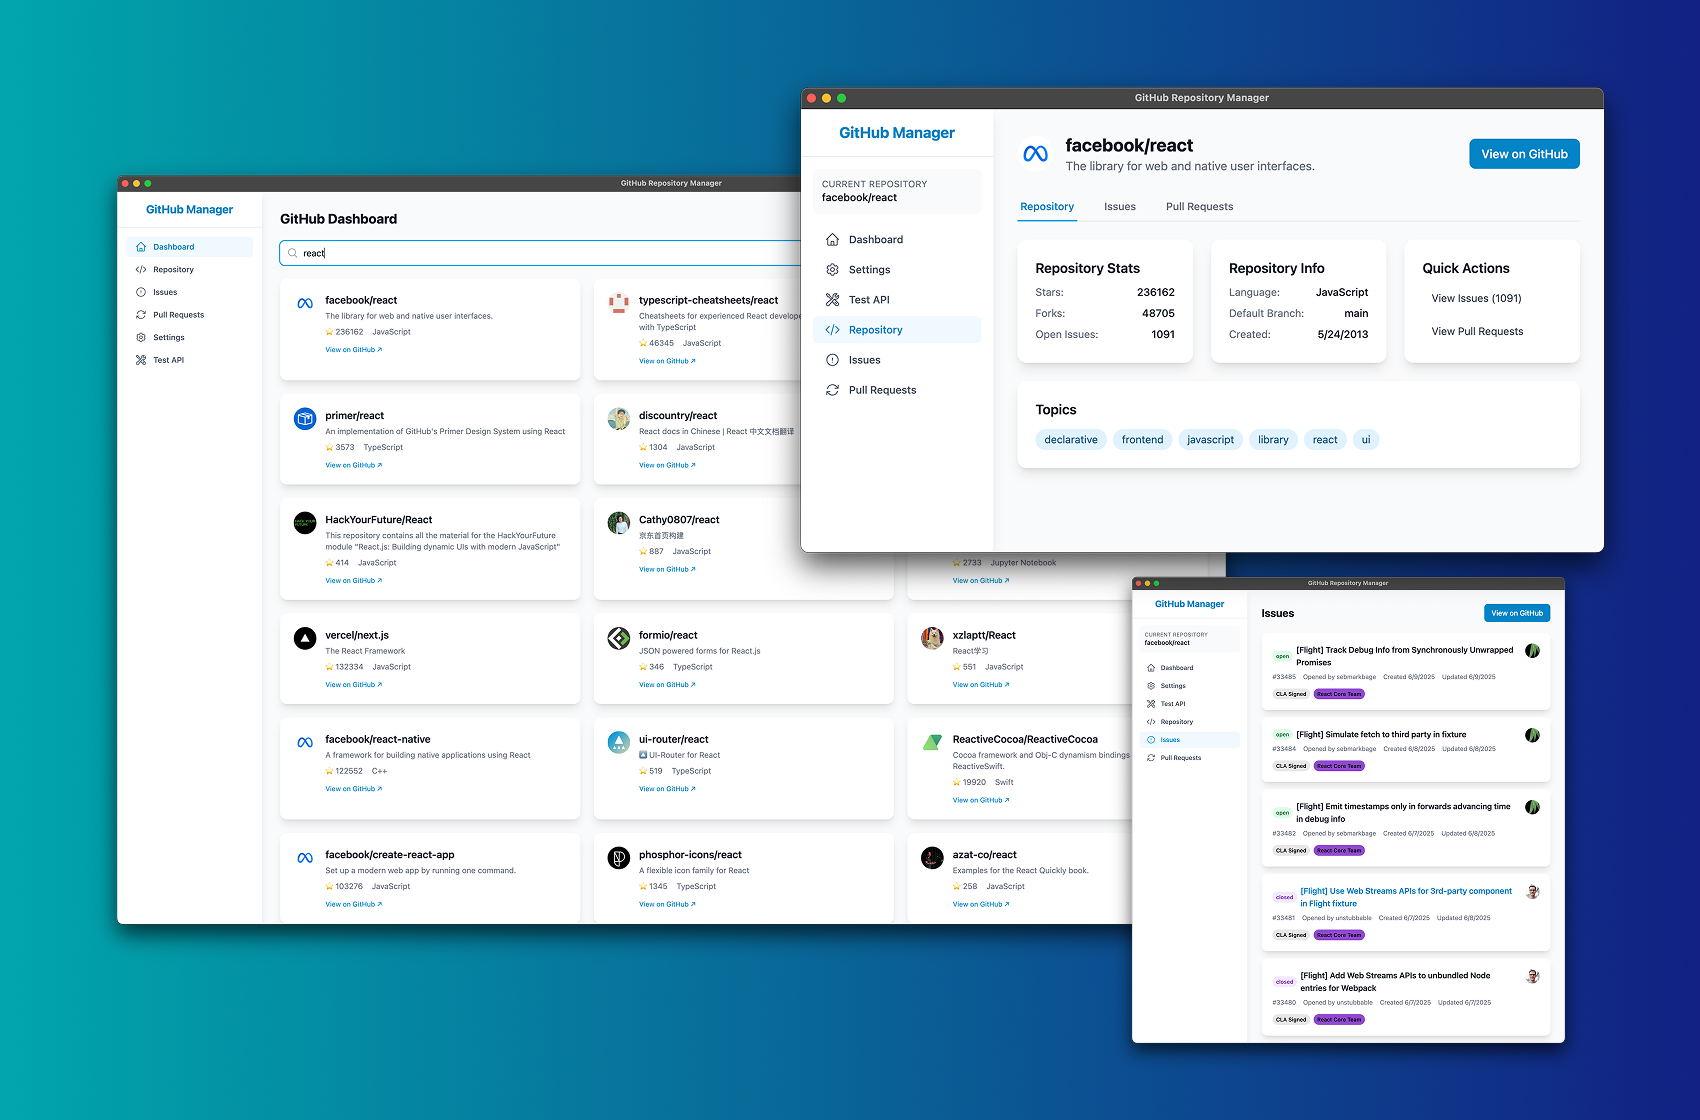 GitHub Repository Manager
GitHub Manager
Dashboard
Repository
Issues
Pull Requests
Settings
Test API
GitHub Dashboard
react
facebook/react
The library for web and native user interfaces.
⭐ 236162 JavaScript
View on GitHub ↗
typescript-cheatsheets/react
Cheatsheets for experienced React develope
with TypeScript
⭐ 46345 JavaScript
View on GitHub ↗
primer/react
An implementation of GitHub's Primer Design System using React
⭐ 3573 TypeScript
View on GitHub ↗
discountry/react
React docs in Chinese | React 中文文档翻译
⭐ 1304 JavaScript
View on GitHub ↗
HackYourFuture/React
This repository contains all the material for the HackYourFuture
module "React.js: Building dynamic UIs with modern JavaScript"
⭐ 414 JavaScript
View on GitHub ↗
Cathy0807/react
京东首页构建
⭐ 887 JavaScript
View on GitHub ↗
⭐ 2733 Jupyter Notebook
View on GitHub ↗
vercel/next.js
The React Framework
⭐ 132334 JavaScript
View on GitHub ↗
formio/react
JSON powered forms for React.js
⭐ 346 TypeScript
View on GitHub ↗
xzlaptt/React
React学习
⭐ 551 JavaScript
View on GitHub ↗
facebook/react-native
A framework for building native applications using React
⭐ 122552 C++
View on GitHub ↗
ui-router/react
UI-Router for React
⭐ 519 TypeScript
View on GitHub ↗
ReactiveCocoa/ReactiveCocoa
Cocoa framework and Obj-C dynamism bindings
ReactiveSwift.
⭐ 19920 Swift
View on GitHub ↗
facebook/create-react-app
Set up a modern web app by running one command.
⭐ 103276 JavaScript
View on GitHub ↗
phosphor-icons/react
A flexible icon family for React
⭐ 1345 TypeScript
View on GitHub ↗
azat-co/react
Examples for the React Quickly book.
⭐ 258 JavaScript
View on GitHub ↗
GitHub Repository Manager
GitHub Manager
CURRENT REPOSITORY
facebook/react
Dashboard
Settings
Test API
Repository
Issues
Pull Requests
facebook/react
The library for web and native user interfaces.
View on GitHub
Repository Issues Pull Requests
Repository Stats
Stars: 236162
Forks: 48705
Open Issues: 1091
Repository Info
Language: JavaScript
Default Branch: main
Created: 5/24/2013
Quick Actions
View Issues (1091)
View Pull Requests
Topics
declarative frontend javascript library react ui
GitHub Repository Manager
GitHub Manager
CURRENT REPOSITORY
facebook/react
Dashboard
Settings
Test API
Repository
Issues
Pull Requests
Issues
View on GitHub
open [Flight] Track Debug Info from Synchronously Unwrapped
Promises
#33485 Opened by sebmarkbage Created 6/9/2025 Updated 6/9/2025
CLA Signed React Core Team
open [Flight] Simulate fetch to third party in fixture
#33484 Opened by sebmarkbage Created 6/8/2025 Updated 6/8/2025
CLA Signed React Core Team
open [Flight] Emit timestamps only in forwards advancing time
in debug info
#33482 Opened by sebmarkbage Created 6/7/2025 Updated 6/8/2025
CLA Signed React Core Team
closed [Flight] Use Web Streams APIs for 3rd-party component
in Flight fixture
#33481 Opened by unstubbable Created 6/7/2025 Updated 6/8/2025
CLA Signed React Core Team
closed [Flight] Add Web Streams APIs to unbundled Node
entries for Webpack
#33480 Opened by unstubbable Created 6/7/2025 Updated 6/7/2025
CLA Signed React Core Team